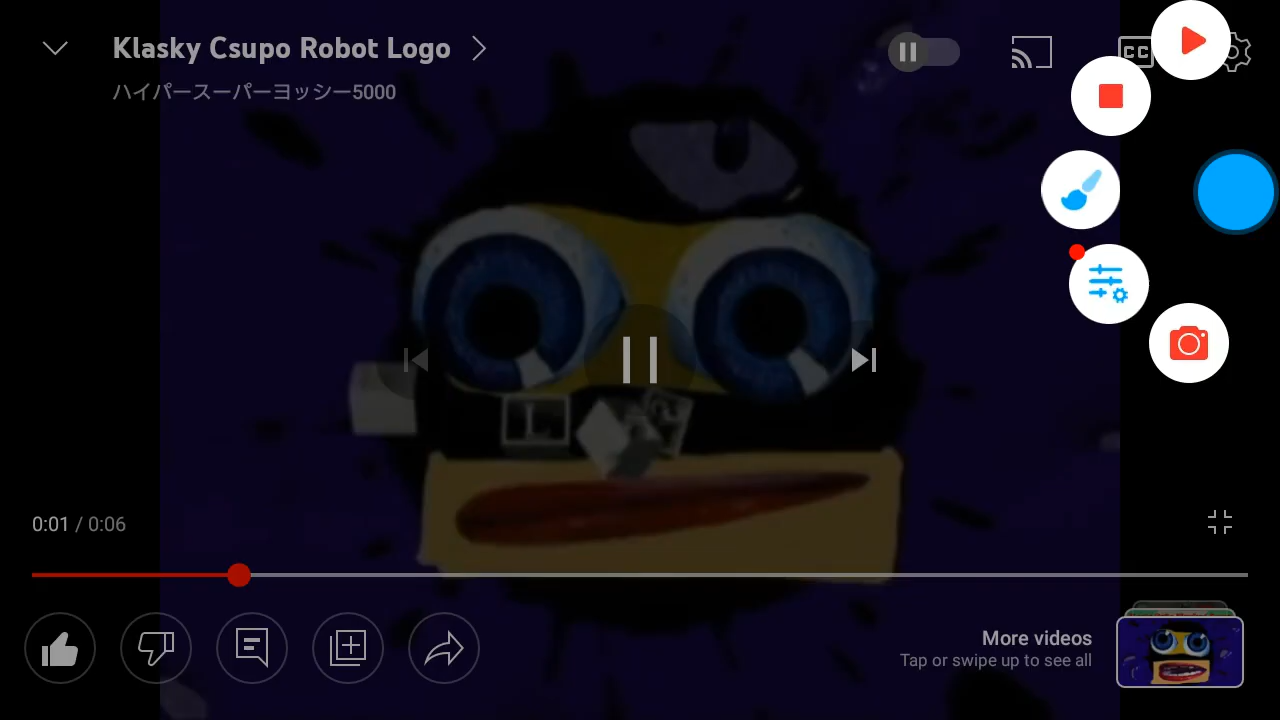 Klasky Csupo Robot Logo
ハイパースーパーヨッシー5000
CC
L
0:01 / 0:06
More videos
Tap or swipe up to see all